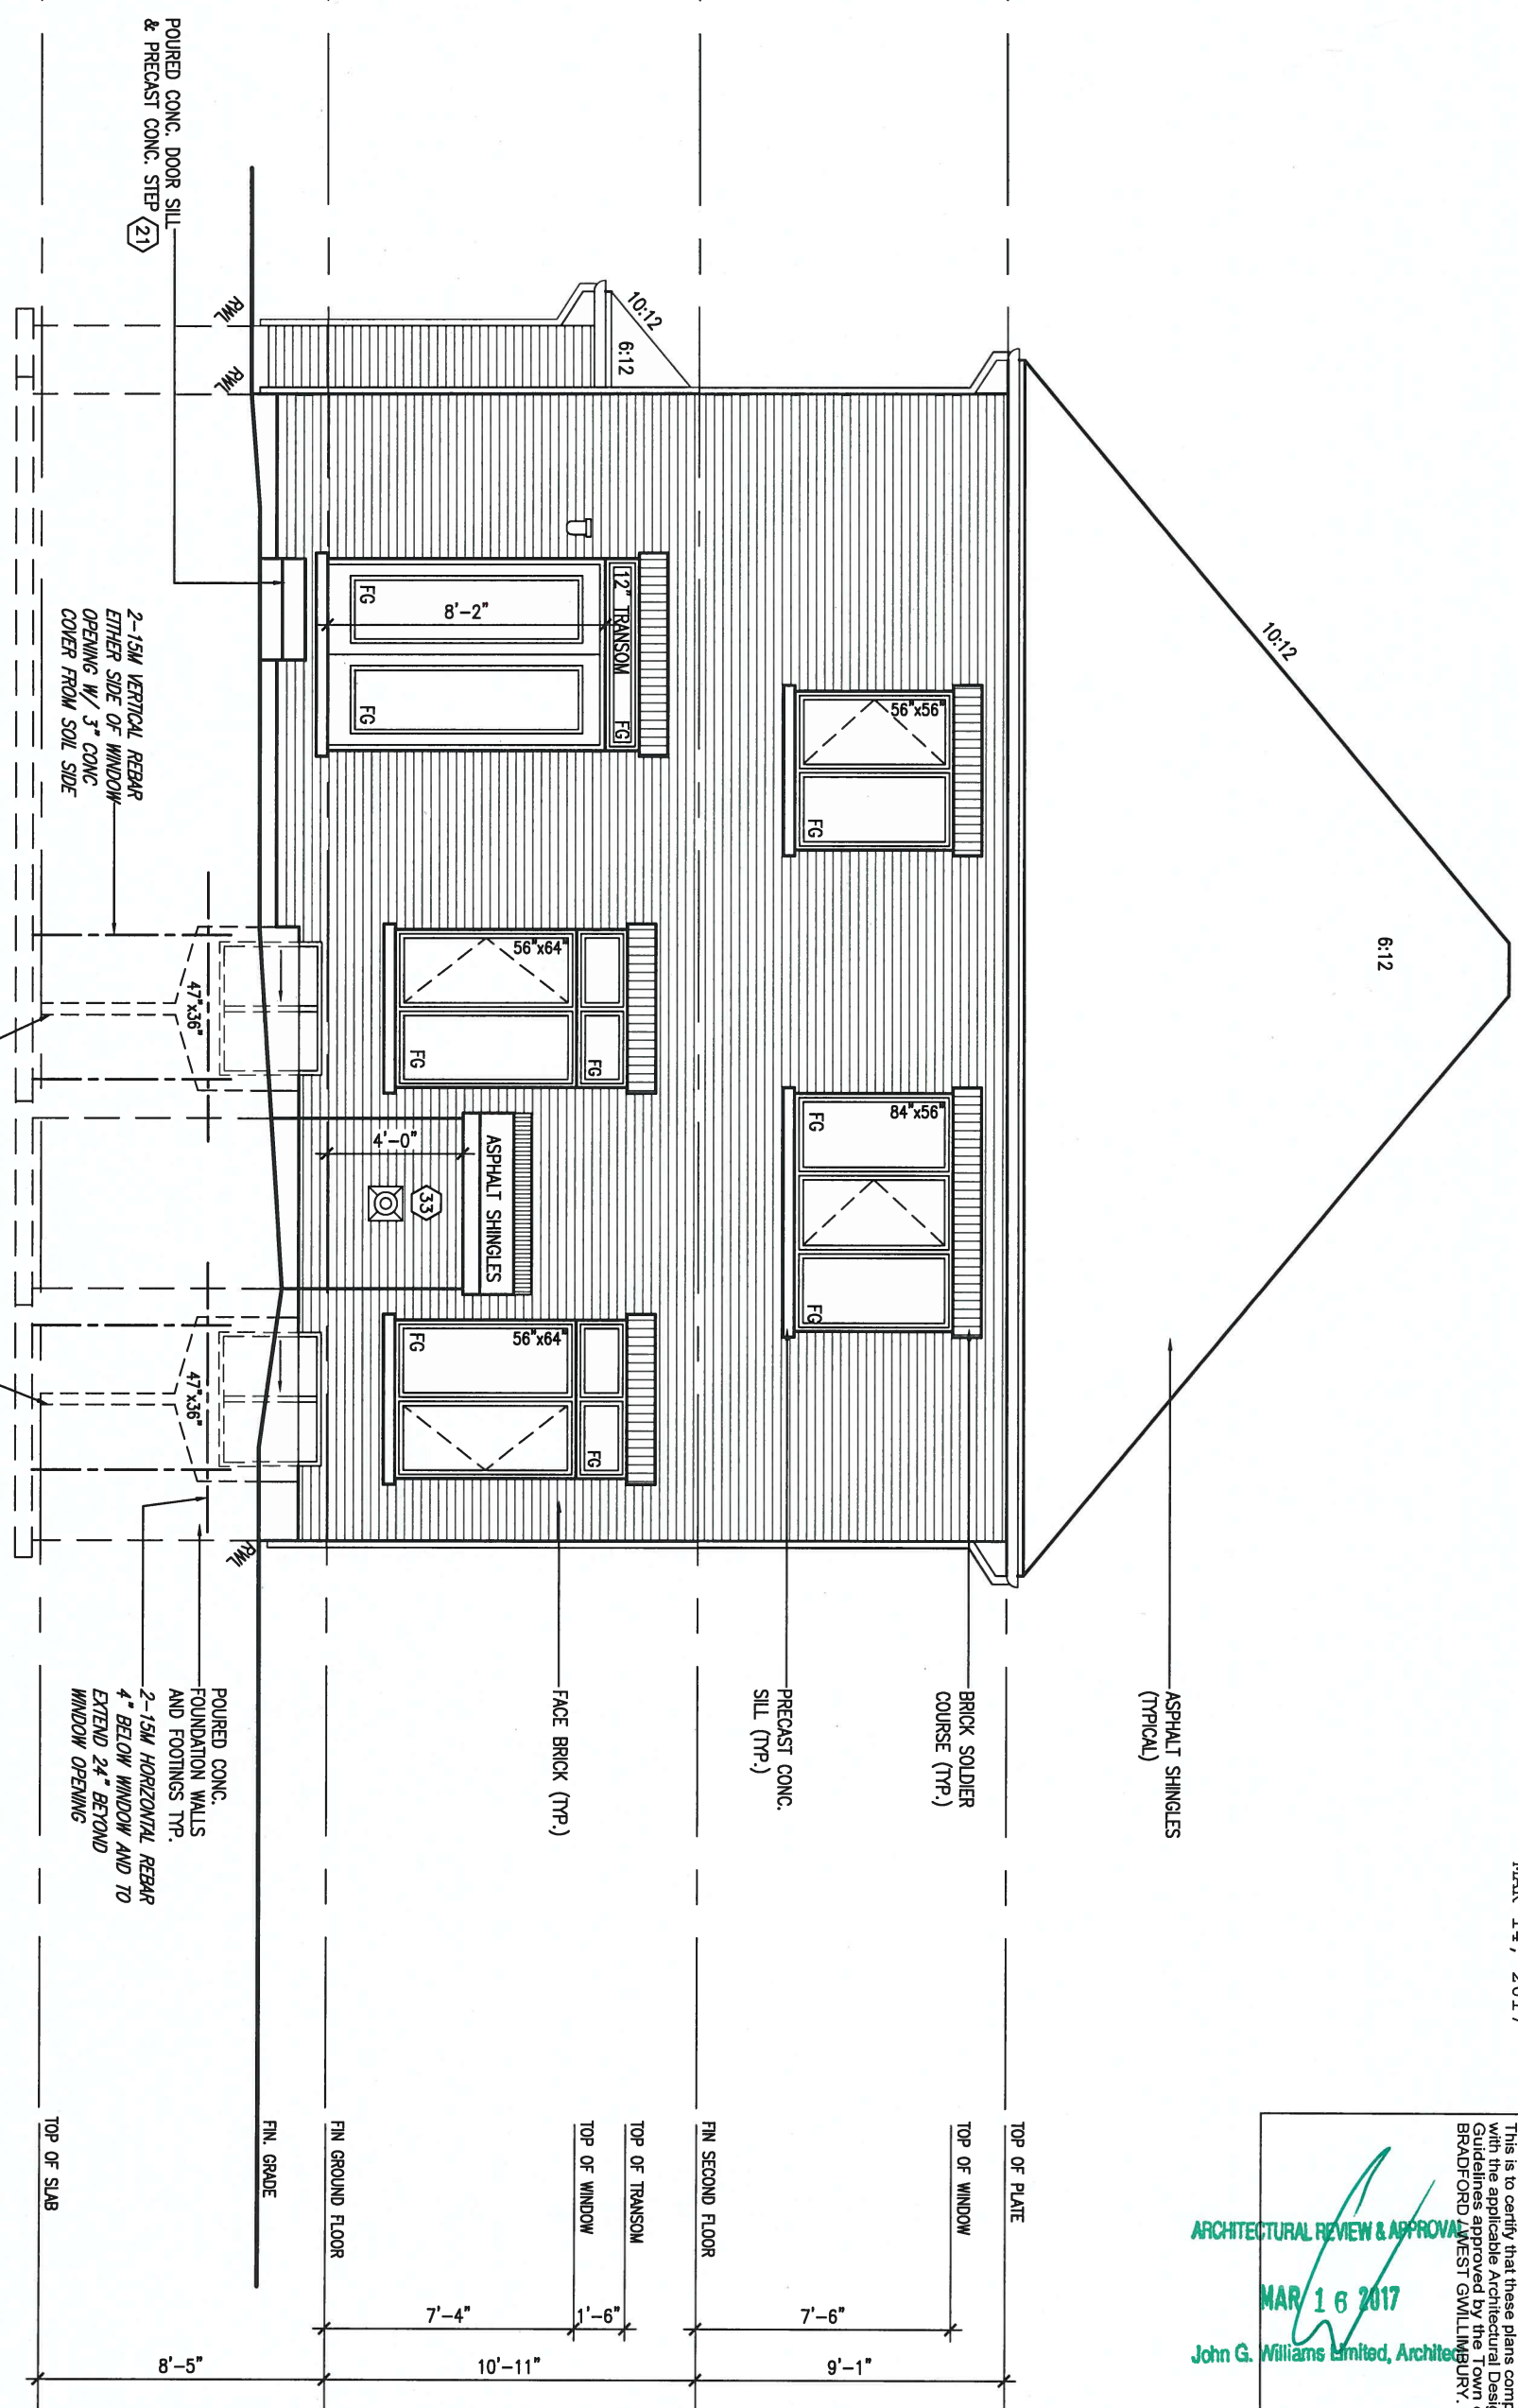 MAR 14, 2017
This is to certify that these plans comp
with the applicable Architectural Desig
Guidelines approved by the Town
BRADFORD / WEST GWILLIMBURY.
ARCHITECTURAL REVIEW & APPROVAL
MAR 16 2017
John G. Williams Limited, Architect
6:12
10:12
ASPHALT SHINGLES
(TYPICAL)
TOP OF PLATE
BRICK SOLDIER
COURSE (TYP.)
TOP OF WINDOW
56"x56"
FG
84"x56"
FG
FG
PRECAST CONC.
SILL (TYP.)
9'-1"
7'-6"
FIN SECOND FLOOR
10:12
6:12
12" TRANSOM
FG
8'-2"
FG
FG
56"x64"
FG
FG
56"x64"
FG
FG
ASPHALT SHINGLES
4'-0"
33
FACE BRICK (TYP.)
TOP OF TRANSOM
TOP OF WINDOW
1'-6"
7'-4"
10'-11"
FIN GROUND FLOOR
FIN. GRADE
RWL
RWL
RWL
POURED CONC. DOOR SILL
& PRECAST CONC. STEP
21
2-15M VERTICAL REBAR
EITHER SIDE OF WINDOW
OPENING W/ 3" CONC
COVER FROM SOIL SIDE
47"x36"
47"x36"
POURED CONC.
FOUNDATION WALLS
AND FOOTINGS TYP.
2-15M HORIZONTAL REBAR
4" BELOW WINDOW AND TO
EXTEND 24" BEYOND
WINDOW OPENING
8'-5"
TOP OF SLAB